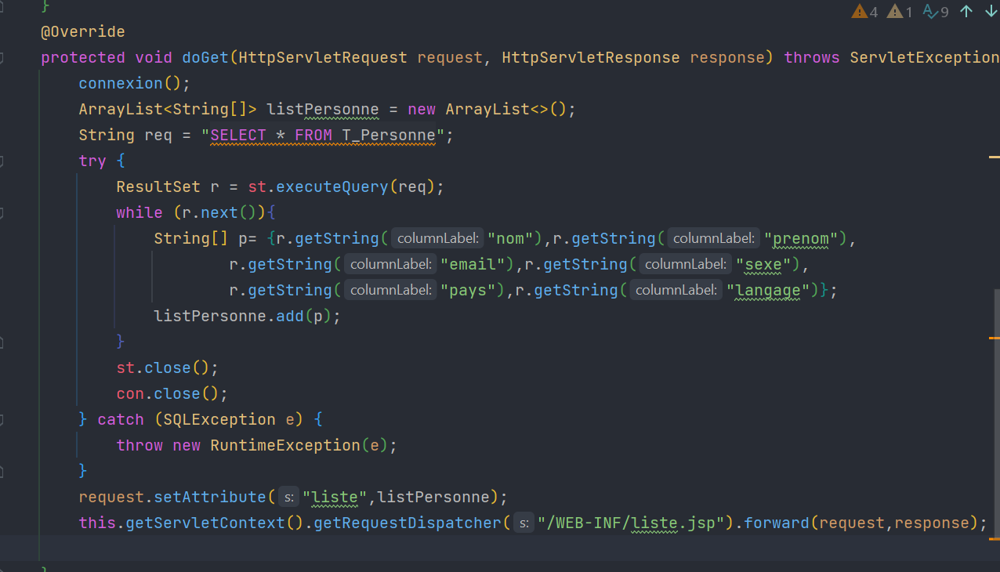 }
4 1 9
@Override
protected void doGet(HttpServletRequest request, HttpServletResponse response) throws ServletException
connexion();
ArrayList<String[]> listPersonne = new ArrayList<>();
String req = "SELECT * FROM T_Personne";
try {
ResultSet r = st.executeQuery(req);
while (r.next()){
String[] p= {r.getString( columnLabel: "nom"),r.getString( columnLabel: "prenom"),
r.getString( columnLabel: "email"),r.getString( columnLabel: "sexe"),
r.getString( columnLabel: "pays"),r.getString( columnLabel: "langage")};
listPersonne.add(p);
}
st.close();
con.close();
} catch (SQLException e) {
throw new RuntimeException(e);
}
request.setAttribute( s: "liste",listPersonne);
this.getServletContext().getRequestDispatcher( s: "/WEB-INF/liste.jsp").forward(request,response);
}